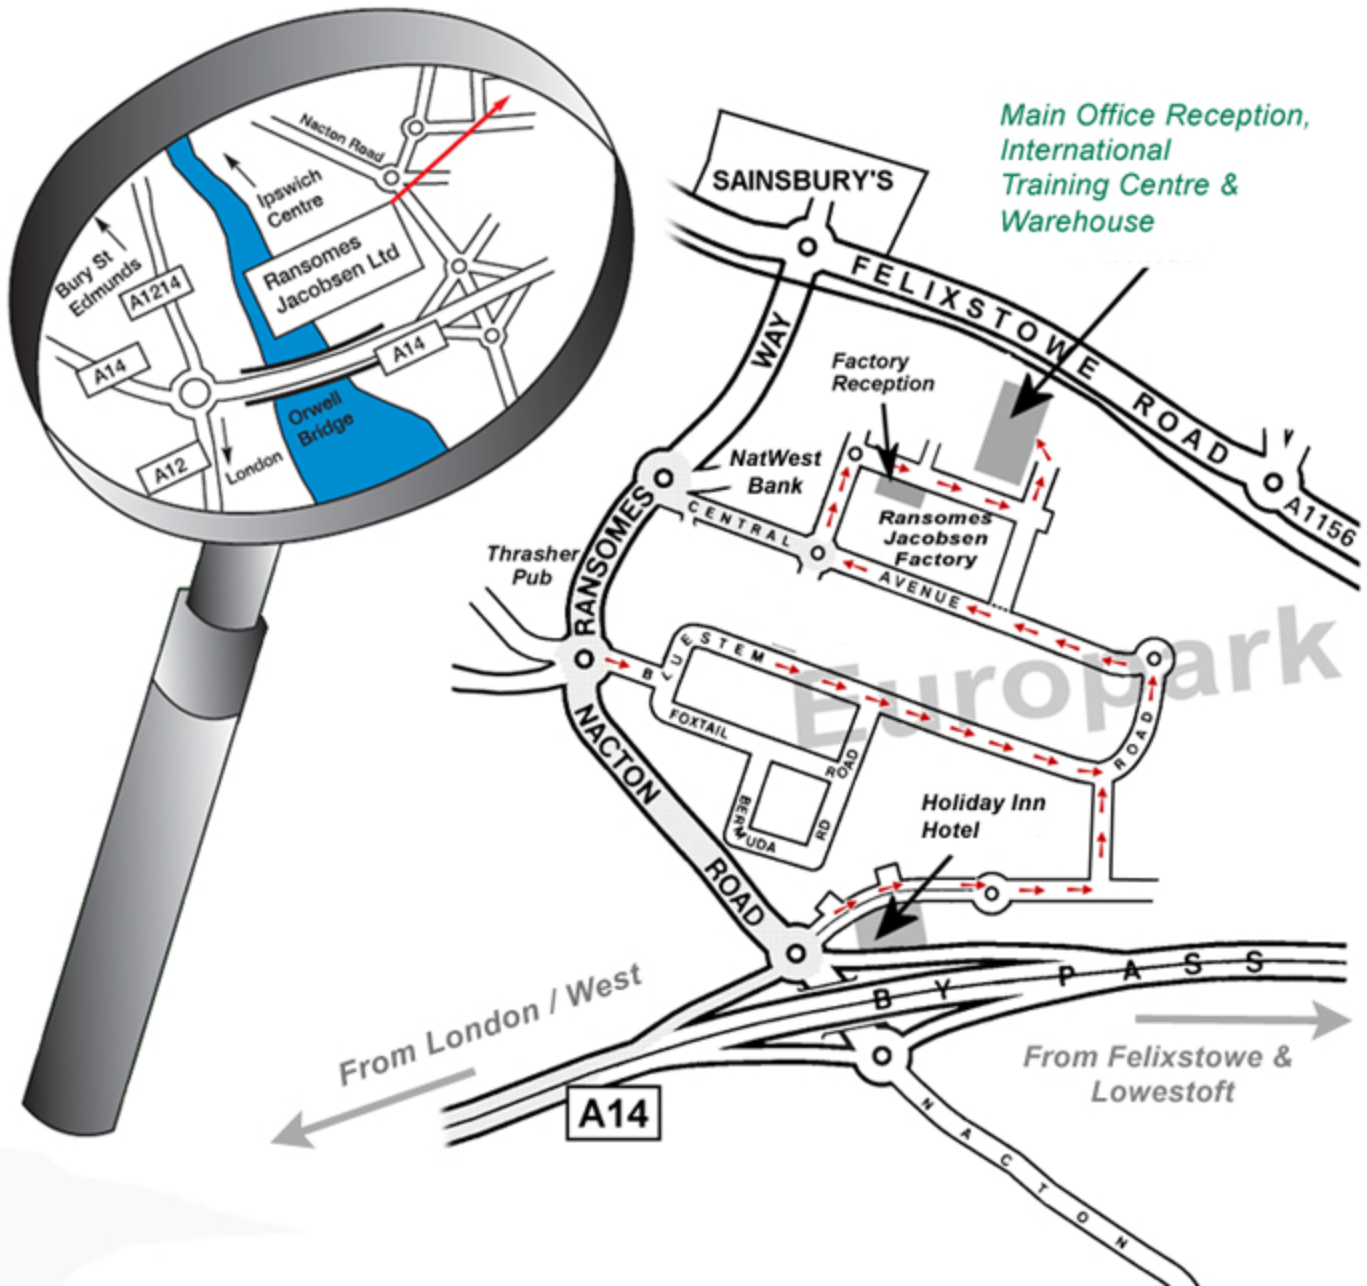 Nacton Road
Ipswich
Centre
Bury St
Edmunds
A1214
Ransomes
Jacobsen Ltd
A14
A14
Orwell
Bridge
A12
London
Main Office Reception,
International
Training Centre &
Warehouse
SAINSBURY'S
FELIXSTOWE ROAD
A1156
WAY
Factory
Reception
NatWest
Bank
RANSOMES
CENTRAL
AVENUE
Ransomes
Jacobsen
Factory
Thrasher
Pub
BLUE STEM
ROAD
Europark
FOXTAIL
ROAD
BERMUDA
RD
NACTON
ROAD
Holiday Inn
Hotel
BY PASS
From London / West
A14
From Felixstowe &
Lowestoft
NACTON